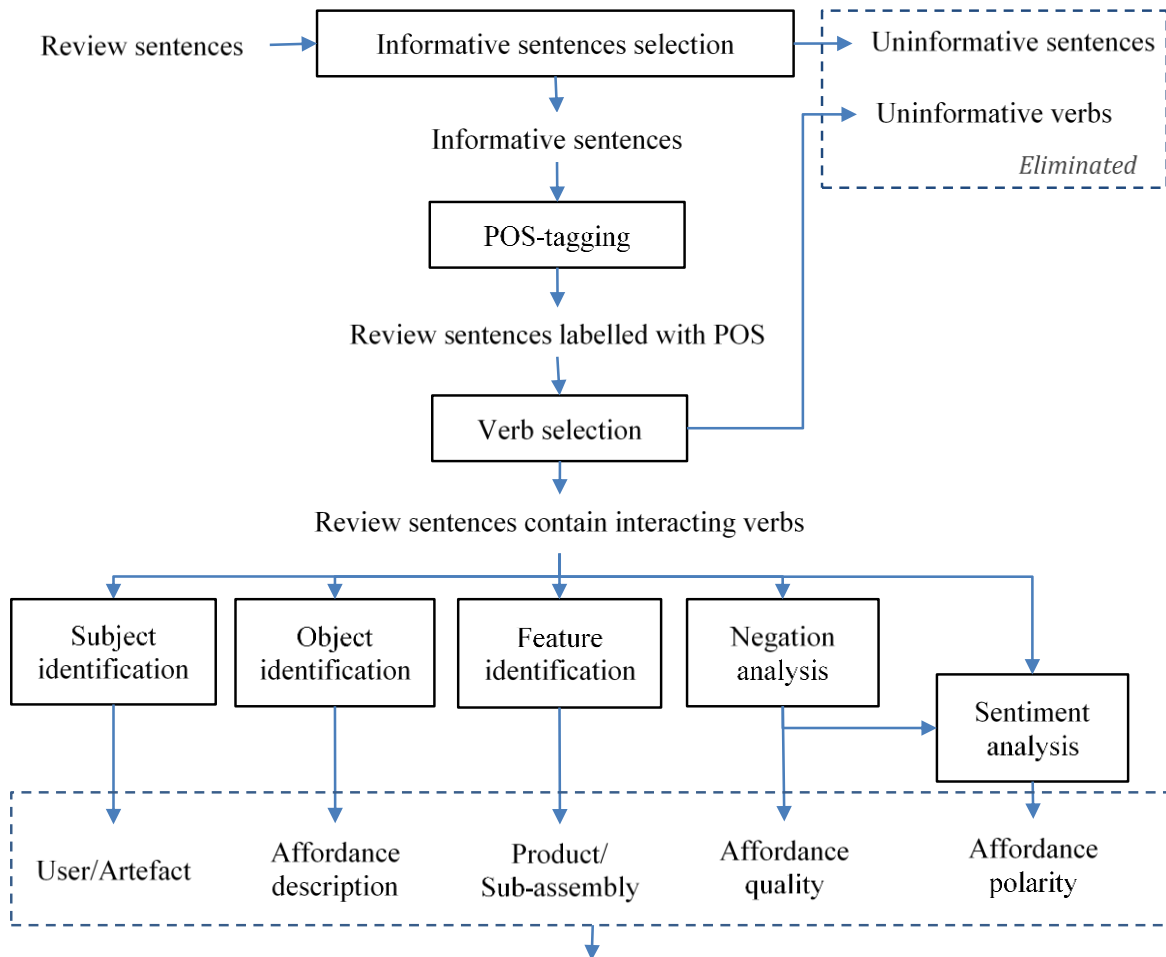 Review sentences
Informative sentences selection
Uninformative sentences
Uninformative verbs
Eliminated
Informative sentences
POS-tagging
Review sentences labelled with POS
Verb selection
Review sentences contain interacting verbs
Subject
identification
Object
identification
Feature
identification
Negation
analysis
Sentiment
analysis
User/Artefact
Affordance
description
Product/
Sub-assembly
Affordance
quality
Affordance
polarity